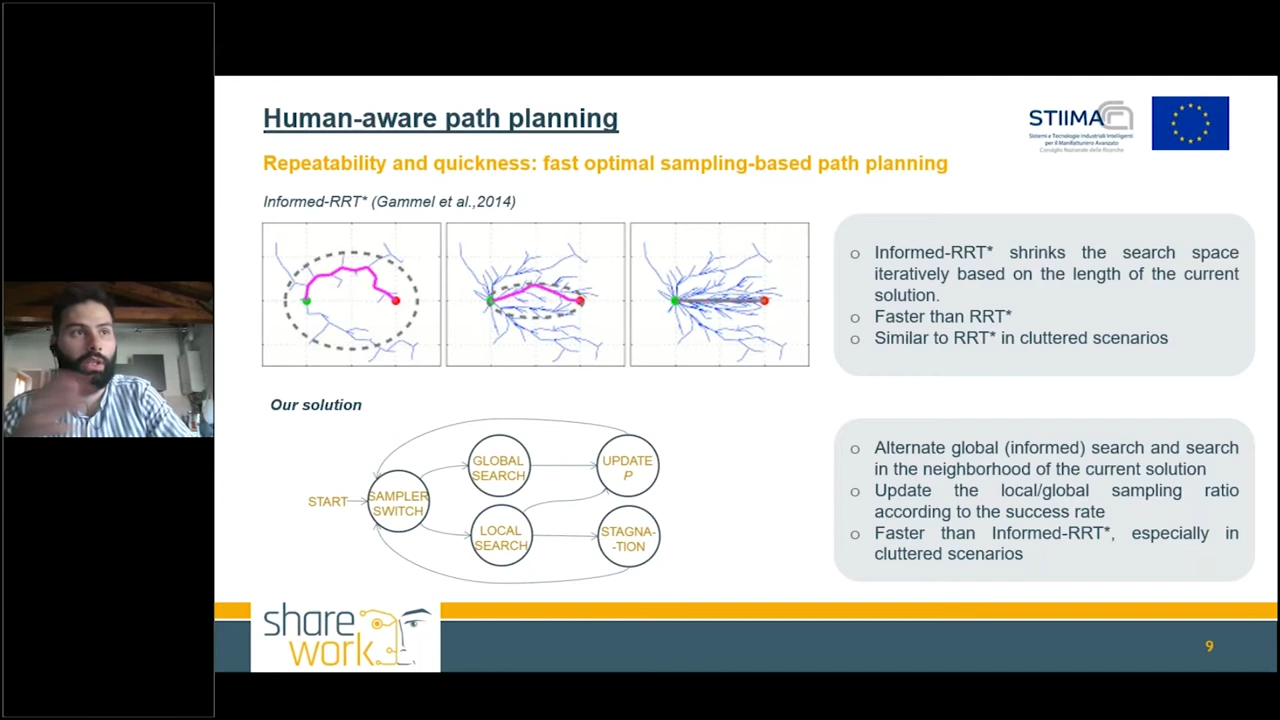 Human-aware path planning
Repeatability and quickness: fast optimal sampling-based path planning
Informed-RRT* (Gammel et al.,2014)
STIIMA
Sistemi e Tecnologie Industriali Intelligenti
per il Manifatturiero Avanzato
Consiglio Nazionale delle Ricerche
o Informed-RRT* shrinks the search space
iteratively based on the length of the current
solution.
o Faster than RRT*
o Similar to RRT* in cluttered scenarios
Our solution
START
SAMPLER
SWITCH
GLOBAL
SEARCH
UPDATE
P
LOCAL
SEARCH
STAGNA-
-TION
o Alternate global (informed) search and search
in the neighborhood of the current solution
o Update the local/global sampling ratio
according to the success rate
o Faster than Informed-RRT*, especially in
cluttered scenarios
share
work
9